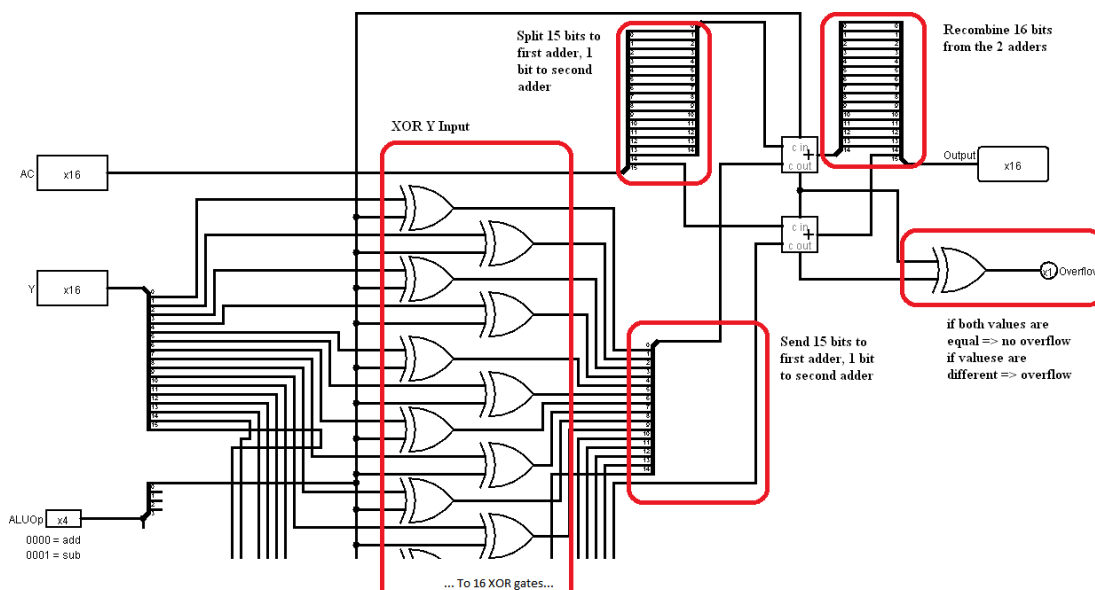 Split 15 bits to
first adder, 1
bit to second
adder
Recombine 16 bits
from the 2 adders
XOR Y Input
c in
c out
+
Output
x16
AC
x16
c in
c out
+
Y
x16
x1
Overflow
if both values are
equal => no overflow
if valuese are
different => overflow
Send 15 bits to
first adder, 1 bit
to second adder
ALUOp
x4
0000 = add
0001 = sub
... To 16 XOR gates...